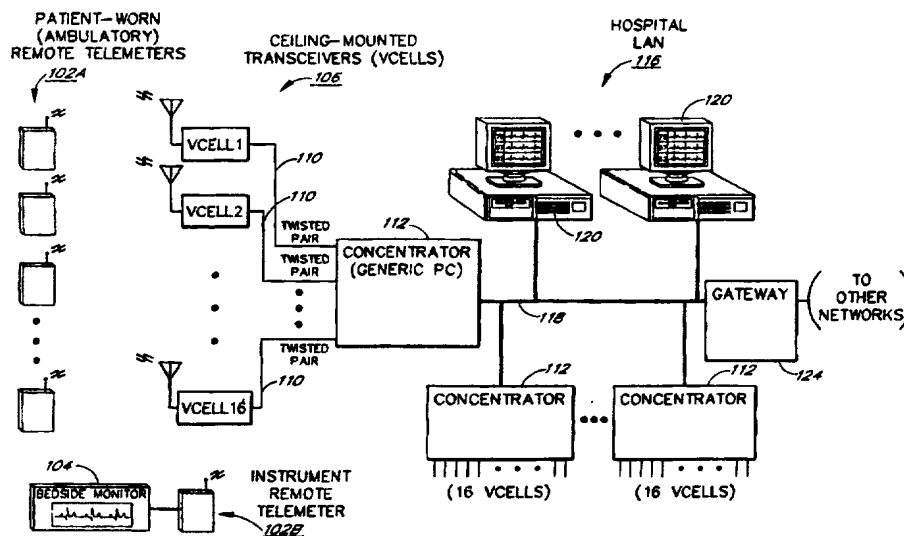 PATIENT-WORN
(AMBULATORY)
REMOTE TELEMETERS
102A
CEILING-MOUNTED
TRANSCEIVERS (VCELLS)
106
HOSPITAL
LAN
116
120
VCELL1
110
VCELL2
110
TWISTED
PAIR
TWISTED
PAIR
112
CONCENTRATOR
(GENERIC PC)
120
118
GATEWAY
TO
OTHER
NETWORKS
124
TWISTED
PAIR
VCELL16
110
112
CONCENTRATOR
(16 VCELLS)
112
CONCENTRATOR
(16 VCELLS)
104
BEDSIDE MONITOR
INSTRUMENT
REMOTE
TELEMETER
102B